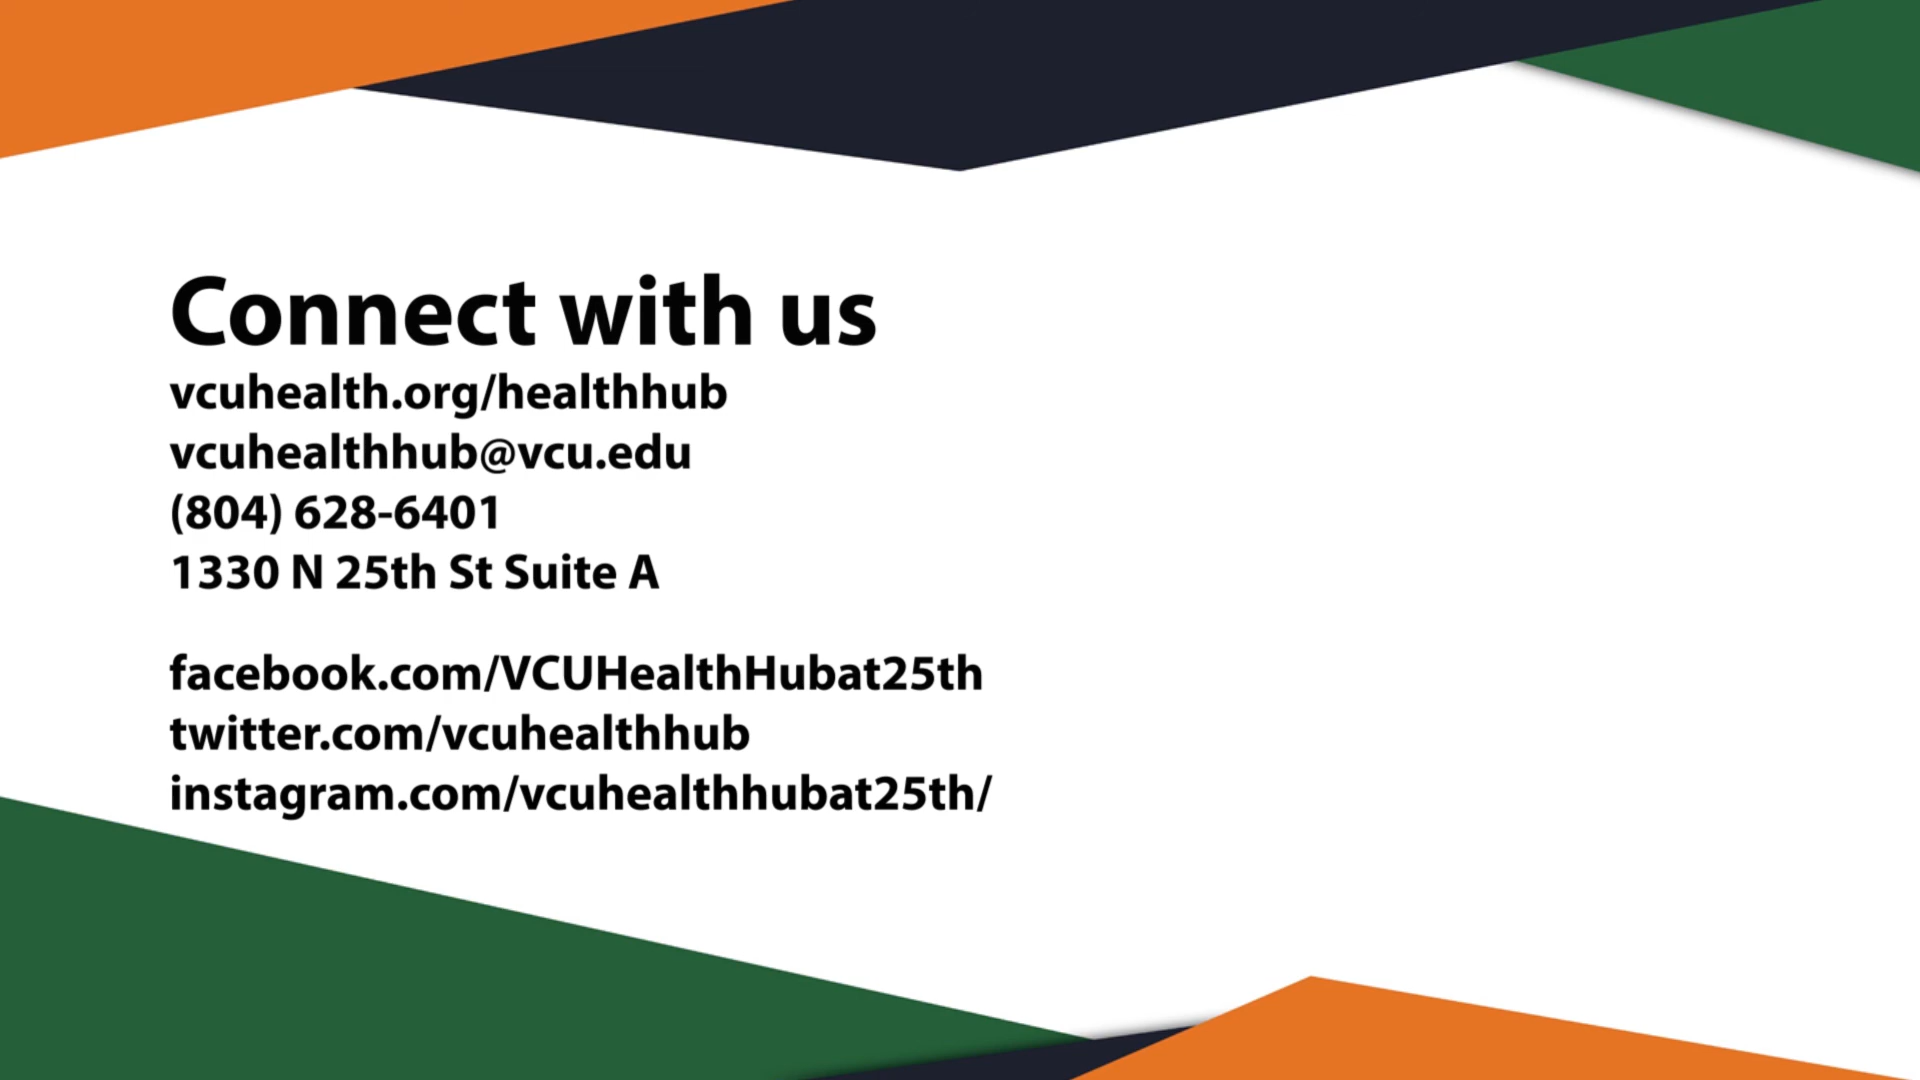 Connect with us
vcuhealth.org/healthhub
vcuhealthhub@vcu.edu
(804) 628-6401
1330 N 25th St Suite A
facebook.com/VCUHealthHubat25th
twitter.com/vcuhealthhub
instagram.com/vcuhealthhubat25th/